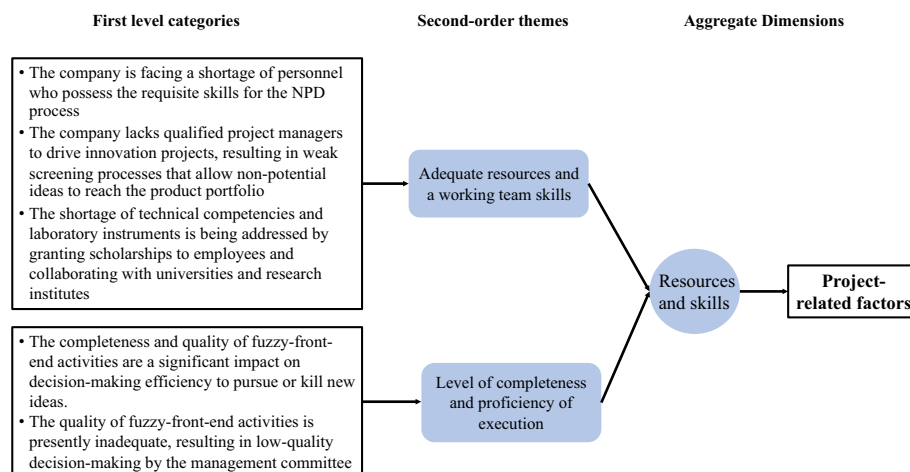 First level categories
Second-order themes
Aggregate Dimensions
• The company is facing a shortage of personnel
who possess the requisite skills for the NPD
process
• The company lacks qualified project managers
to drive innovation projects, resulting in weak
screening processes that allow non-potential
ideas to reach the product portfolio
• The shortage of technical competencies and
laboratory instruments is being addressed by
granting scholarships to employees and
collaborating with universities and research
institutes
Adequate resources and
a working team skills
• The completeness and quality of fuzzy-front-
end activities are a significant impact on
decision-making efficiency to pursue or kill new
ideas.
• The quality of fuzzy-front-end activities is
presently inadequate, resulting in low-quality
decision-making by the management committee
Level of completeness
and proficiency of
execution
Resources
and skills
Project-
related factors